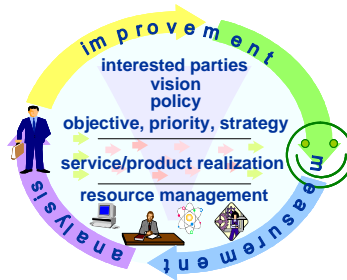 improvement
interested parties
vision
policy
objective, priority, strategy
service/product realization
resource management
measurement
analysis